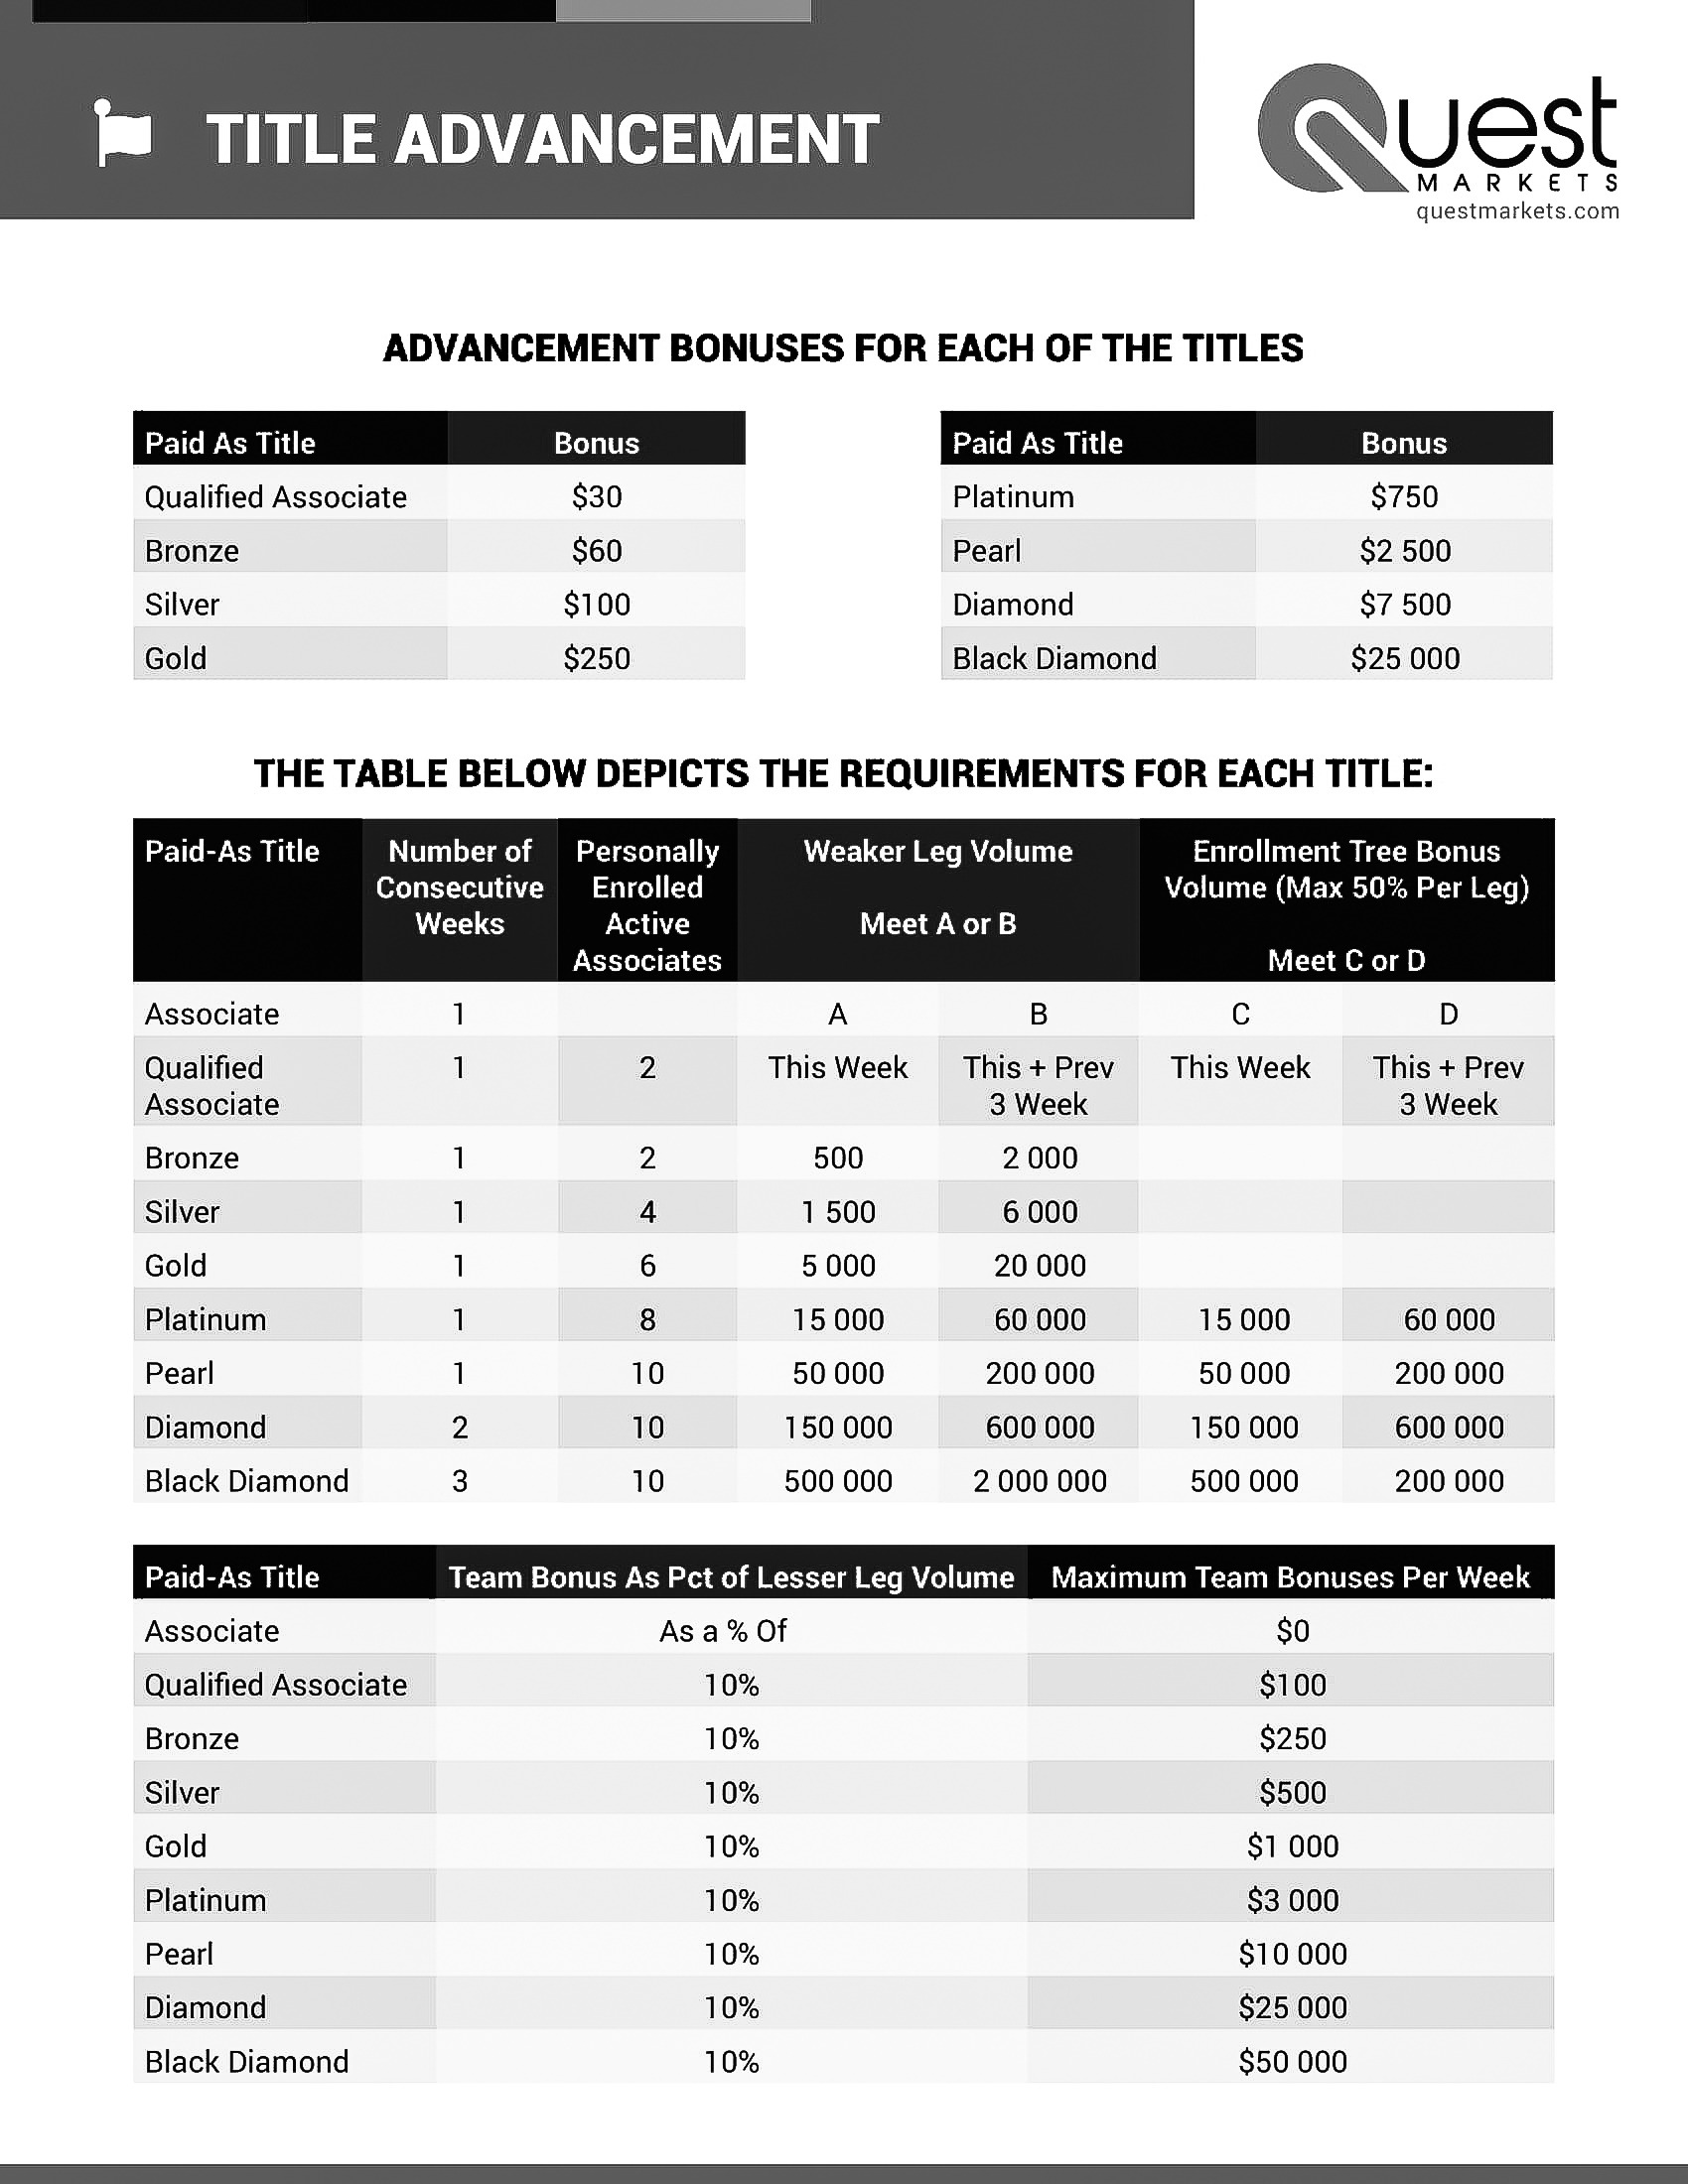 TITLE ADVANCEMENT
Quest
MARKETS
questmarkets.com
ADVANCEMENT BONUSES FOR EACH OF THE TITLES
Paid As Title Bonus
Qualified Associate $30
Bronze $60
Silver $100
Gold $250
Paid As Title Bonus
Platinum $750
Pearl $2 500
Diamond $7 500
Black Diamond $25 000
THE TABLE BELOW DEPICTS THE REQUIREMENTS FOR EACH TITLE:
Paid-As Title Number of Personally Weaker Leg Volume Enrollment Tree Bonus
Consecutive Enrolled Volume (Max 50% Per Leg)
Weeks Active Meet A or B
Associates Meet C or D
Associate 1 A B C D
Qualified 1 2 This Week This + Prev This Week This + Prev
Associate 3 Week 3 Week
Bronze 1 2 500 2 000
Silver 1 4 1 500 6 000
Gold 1 6 5 000 20 000
Platinum 1 8 15 000 60 000 15 000 60 000
Pearl 1 10 50 000 200 000 50 000 200 000
Diamond 2 10 150 000 600 000 150 000 600 000
Black Diamond 3 10 500 000 2 000 000 500 000 200 000
Paid-As Title Team Bonus As Pct of Lesser Leg Volume Maximum Team Bonuses Per Week
Associate As a % Of $0
Qualified Associate 10% $100
Bronze 10% $250
Silver 10% $500
Gold 10% $1 000
Platinum 10% $3 000
Pearl 10% $10 000
Diamond 10% $25 000
Black Diamond 10% $50 000